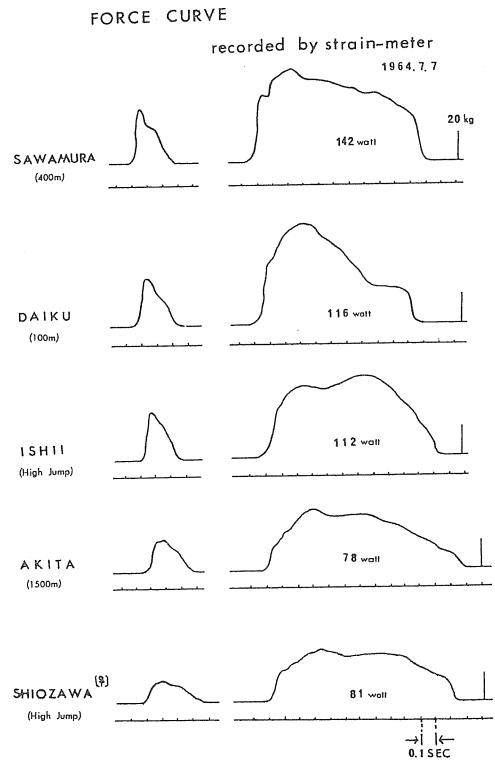 FORCE CURVE
recorded by strain-meter
1964.7.7
20 kg
142 watt
SAWAMURA
(400m)
DAIKU
116 watt
(100m)
ISHII
112 watt
(High Jump)
AKITA
78 watt
(1500m)
SHIOZAWA (♀)
81 watt
(High Jump)
0.1 SEC